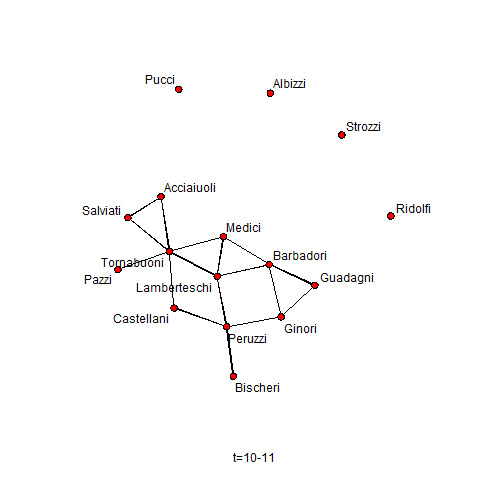 Pucci
Albizzi
Strozzi
Acciaiuoli
Salviati
Ridolfi
Medici
Tornabuoni
Barbadori
Pazzi
Guadagni
Lamberteschi
Castellani
Ginori
Peruzzi
Bischeri
t=10-11